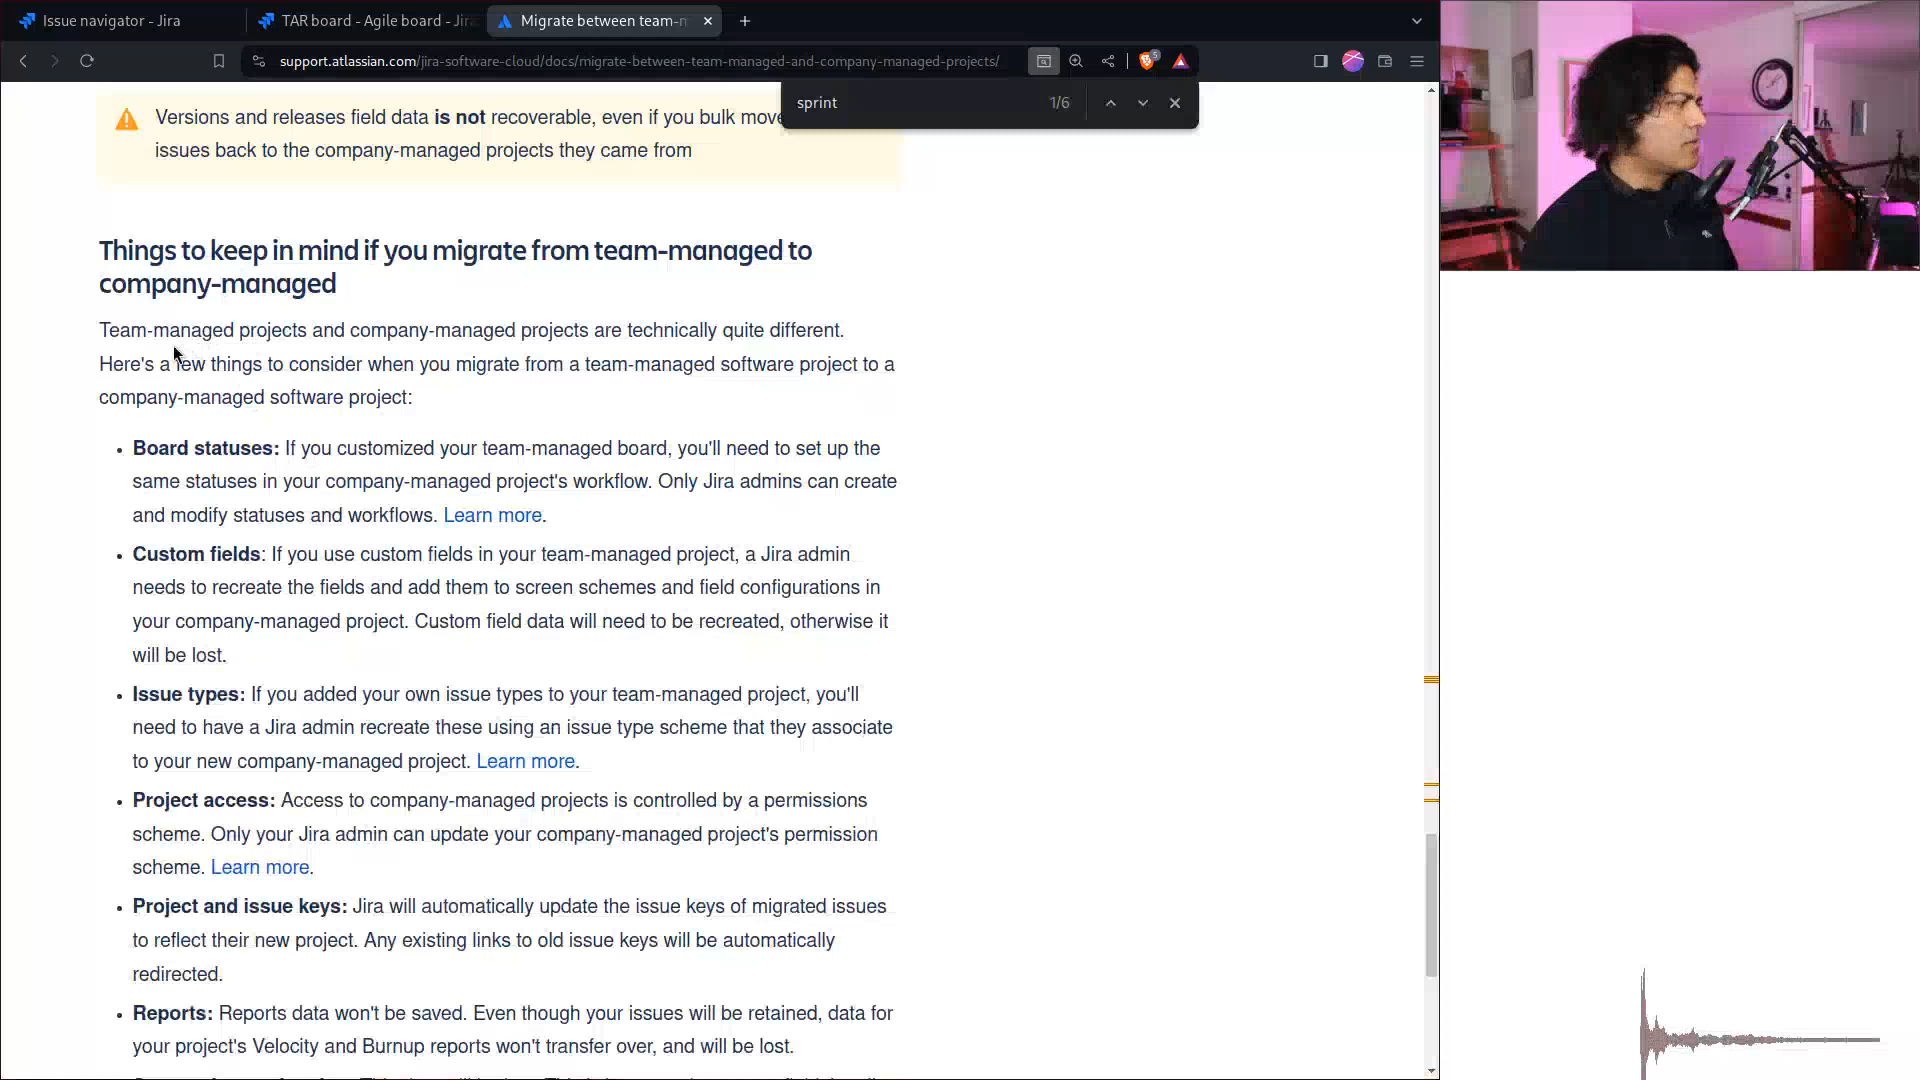 Issue navigator - Jira
TAR board - Agile board - Jira
Migrate between team-m
support.atlassian.com/jira-software-cloud/docs/migrate-between-team-managed-and-company-managed-projects/
5
sprint
1/6
Versions and releases field data is not recoverable, even if you bulk move
issues back to the company-managed projects they came from
Things to keep in mind if you migrate from team-managed to
company-managed
Team-managed projects and company-managed projects are technically quite different.
Here's a few things to consider when you migrate from a team-managed software project to a
company-managed software project:
• Board statuses: If you customized your team-managed board, you'll need to set up the
same statuses in your company-managed project's workflow. Only Jira admins can create
and modify statuses and workflows. Learn more.
• Custom fields: If you use custom fields in your team-managed project, a Jira admin
needs to recreate the fields and add them to screen schemes and field configurations in
your company-managed project. Custom field data will need to be recreated, otherwise it
will be lost.
• Issue types: If you added your own issue types to your team-managed project, you'll
need to have a Jira admin recreate these using an issue type scheme that they associate
to your new company-managed project. Learn more.
• Project access: Access to company-managed projects is controlled by a permissions
scheme. Only your Jira admin can update your company-managed project's permission
scheme. Learn more.
• Project and issue keys: Jira will automatically update the issue keys of migrated issues
to reflect their new project. Any existing links to old issue keys will be automatically
redirected.
• Reports: Reports data won't be saved. Even though your issues will be retained, data for
your project's Velocity and Burnup reports won't transfer over, and will be lost.